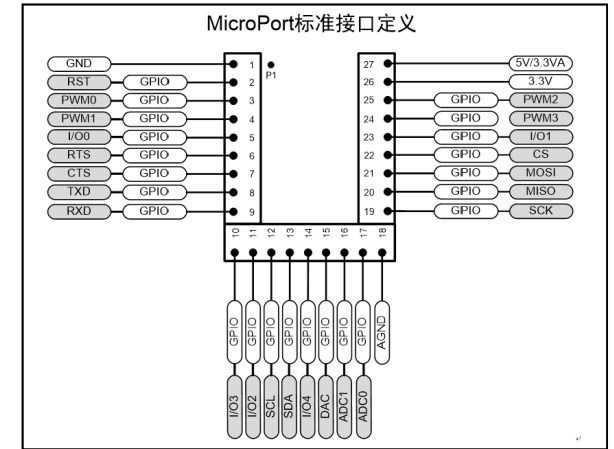 MicroPort标准接口定义
GND 1 P1 27 5V/3.3VA
RST GPIO 2 26 3.3V
PWM0 GPIO 3 25 GPIO PWM2
PWM1 GPIO 4 24 GPIO PWM3
I/O0 GPIO 5 23 GPIO I/O1
RTS GPIO 6 22 GPIO CS
CTS GPIO 7 21 GPIO MOSI
TXD GPIO 8 20 GPIO MISO
RXD GPIO 9 19 GPIO SCK
10 11 12 13 14 15 16 17 18
GPIO GPIO GPIO GPIO GPIO GPIO GPIO GPIO AGND
I/O3 I/O2 SCL SDA I/O4 DAC ADC1 ADC0